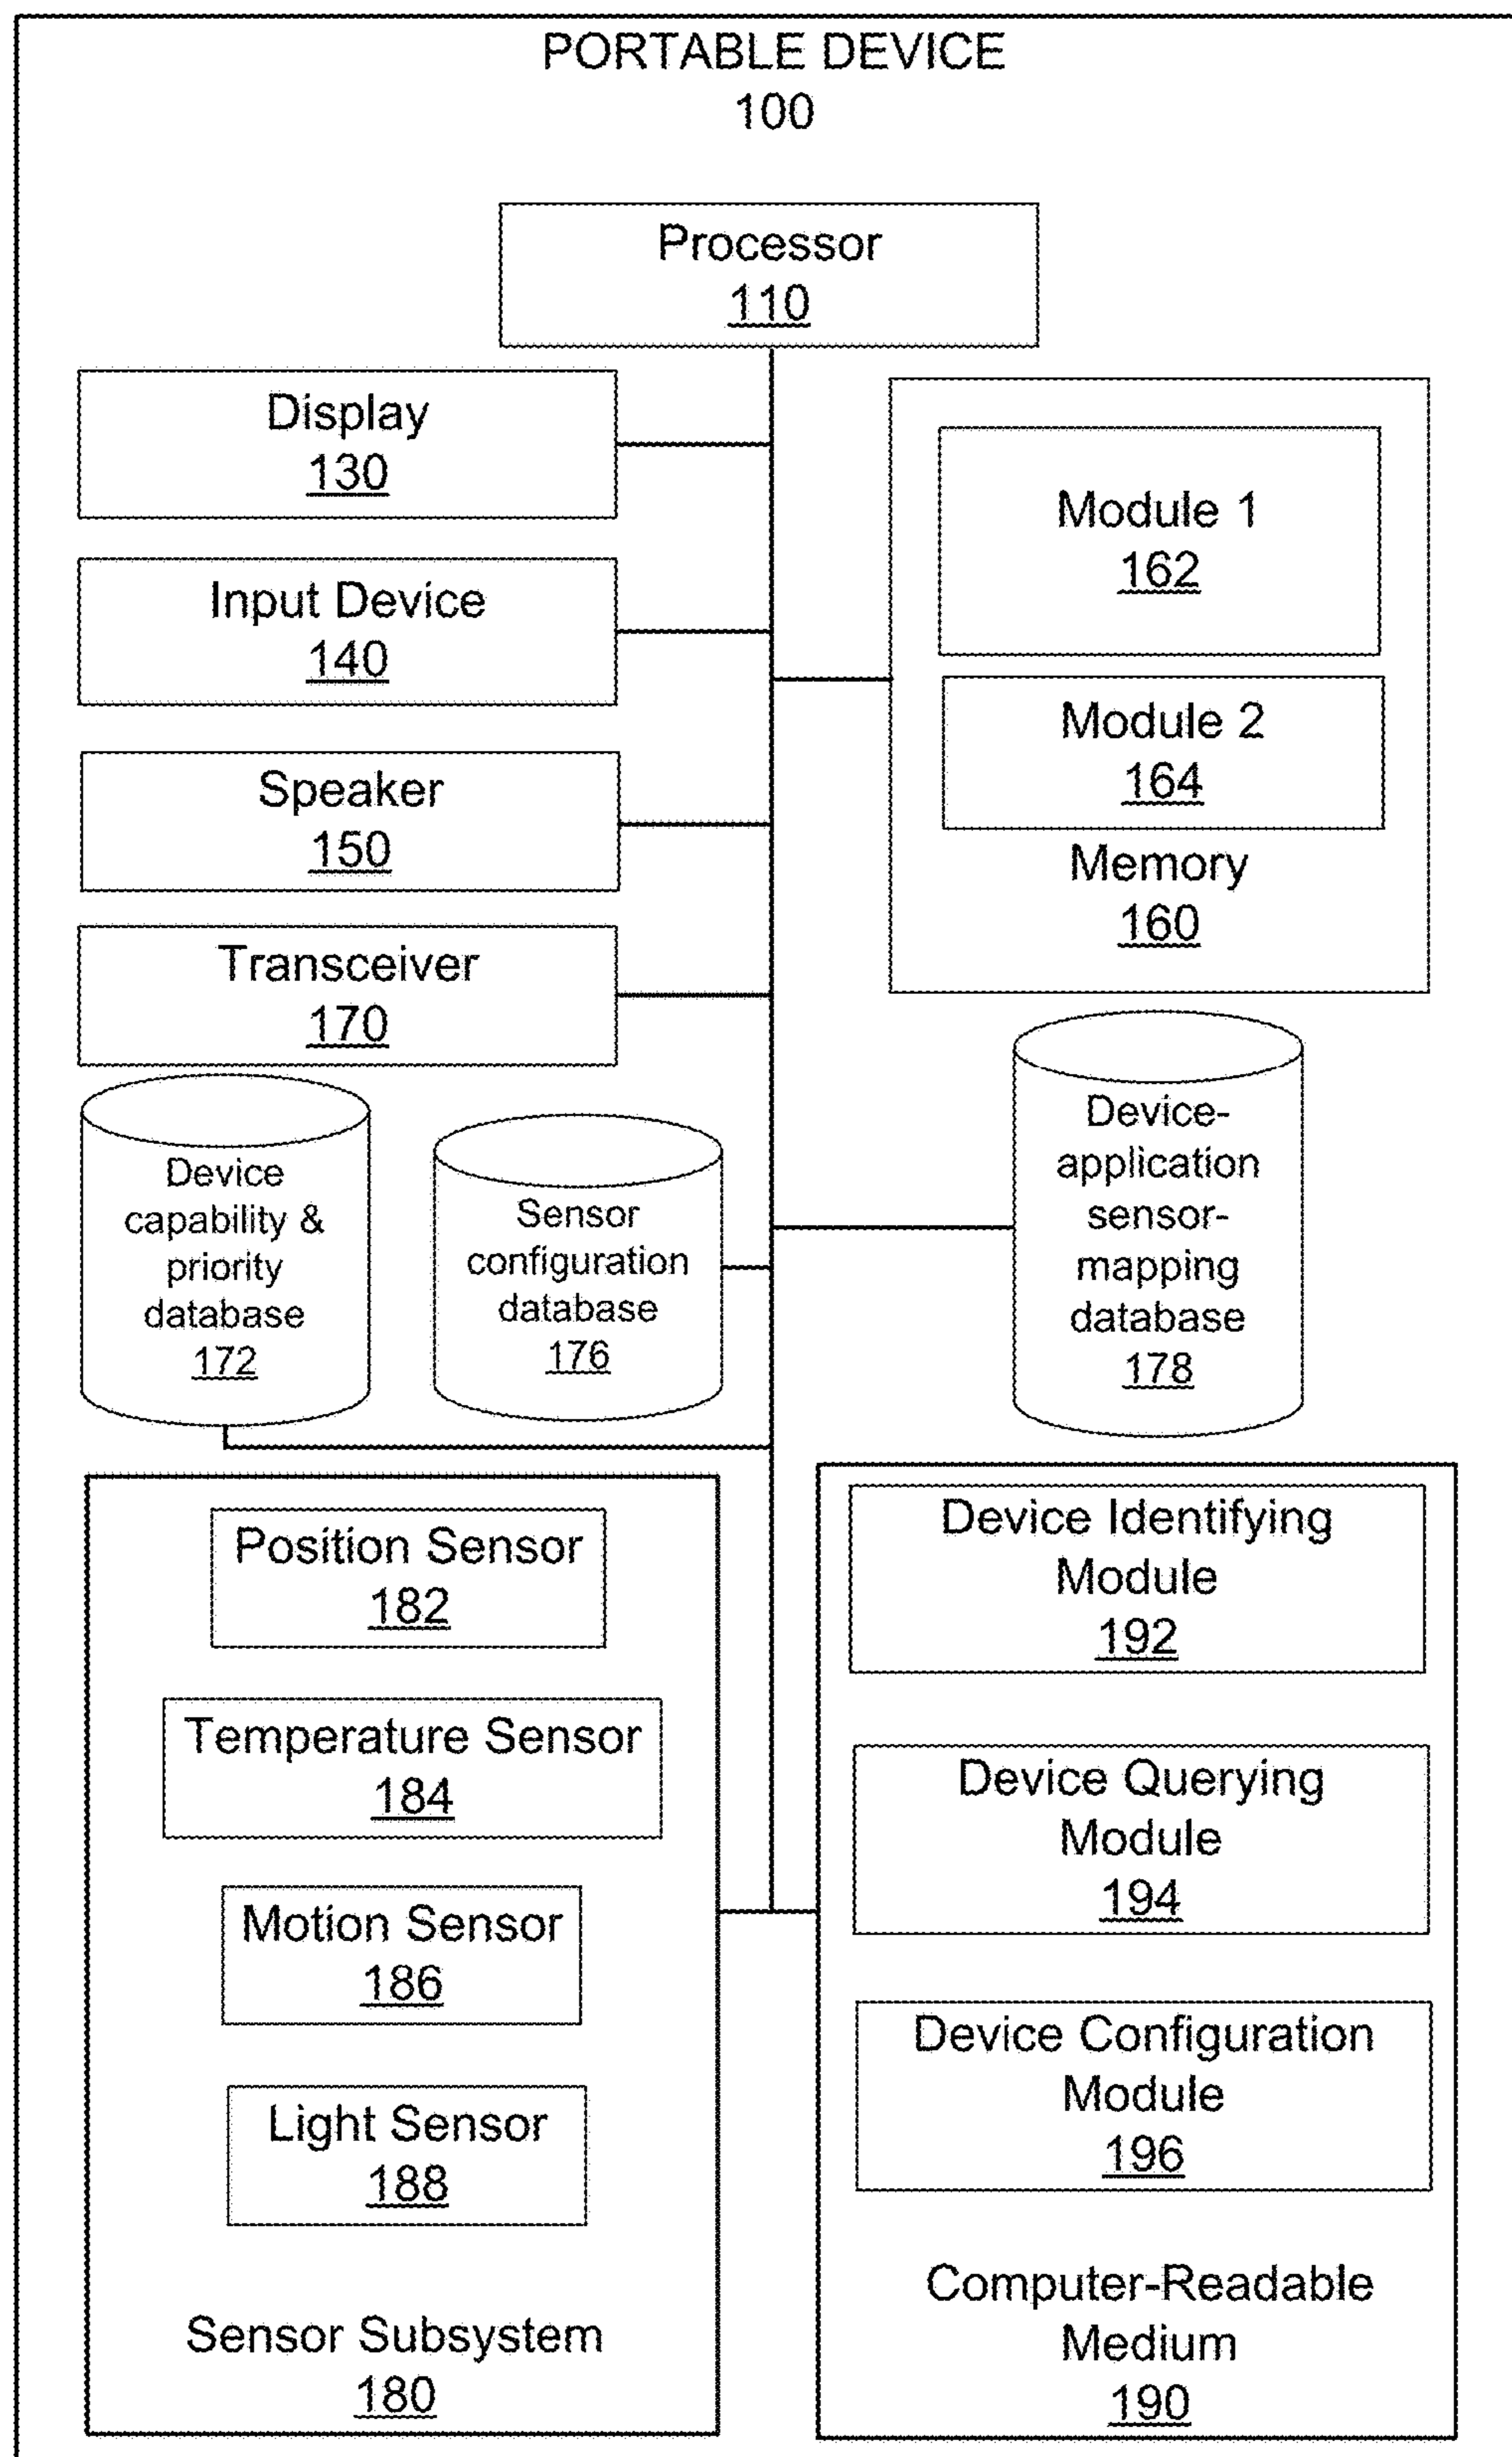 PORTABLE DEVICE
100
Processor
110
Display
130
Input Device
140
Speaker
150
Transceiver
170
Module 1
162
Module 2
164
Memory
160
Device
capability &
priority
database
172
Sensor
configuration
database
176
Device-
application
sensor-
mapping
database
178
Position Sensor
182
Temperature Sensor
184
Motion Sensor
186
Light Sensor
188
Sensor Subsystem
180
Device Identifying
Module
192
Device Querying
Module
194
Device Configuration
Module
196
Computer-Readable
Medium
190